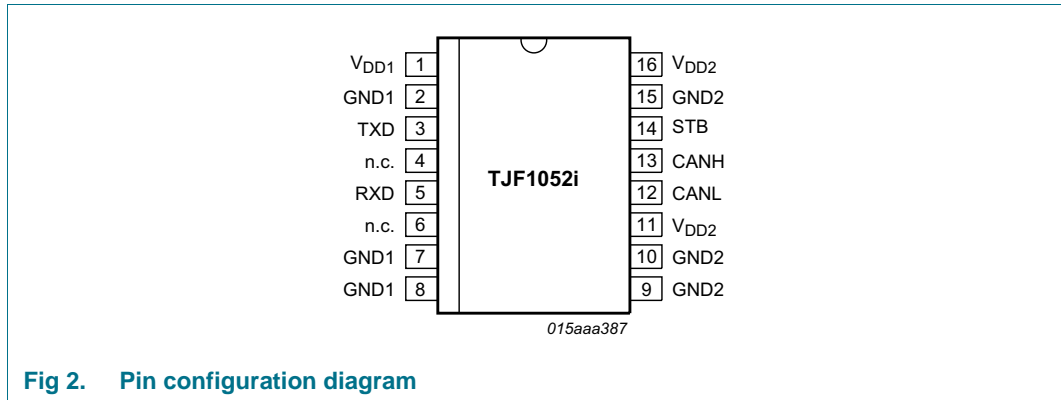 VDD1 1 16 VDD2
GND1 2 15 GND2
TXD 3 14 STB
n.c. 4 13 CANH
TJF1052i
RXD 5 12 CANL
n.c. 6 11 VDD2
GND1 7 10 GND2
GND1 8 9 GND2
015aaa387
Fig 2. Pin configuration diagram